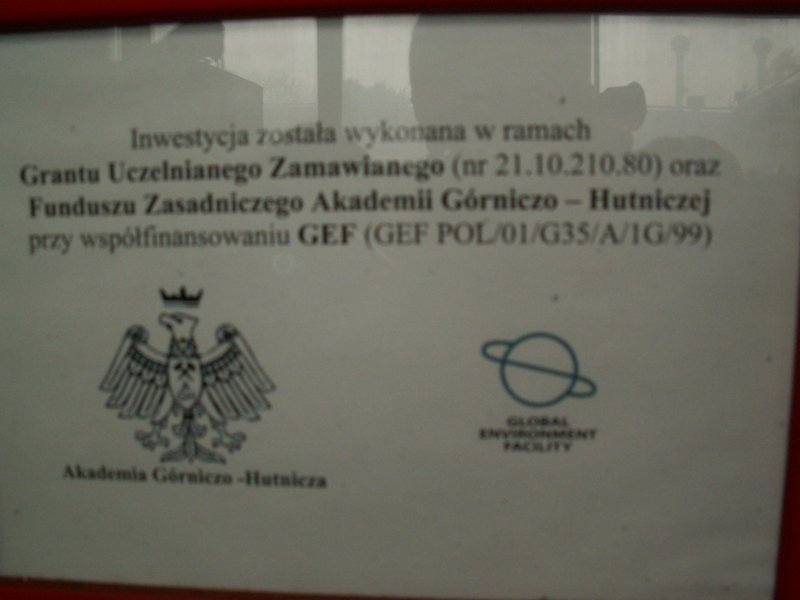 Inwestycja została wykonana w ramach
Grantu Uczelnianego Zamawianego (nr 21.10.210.80) oraz
Funduszu Zasadniczego Akademii Górniczo – Hutniczej
przy współfinansowaniu GEF (GEF POL/01/G35/A/1G/99)
Akademia Górniczo -Hutnicza
GLOBAL
ENVIRONMENT
FACILITY